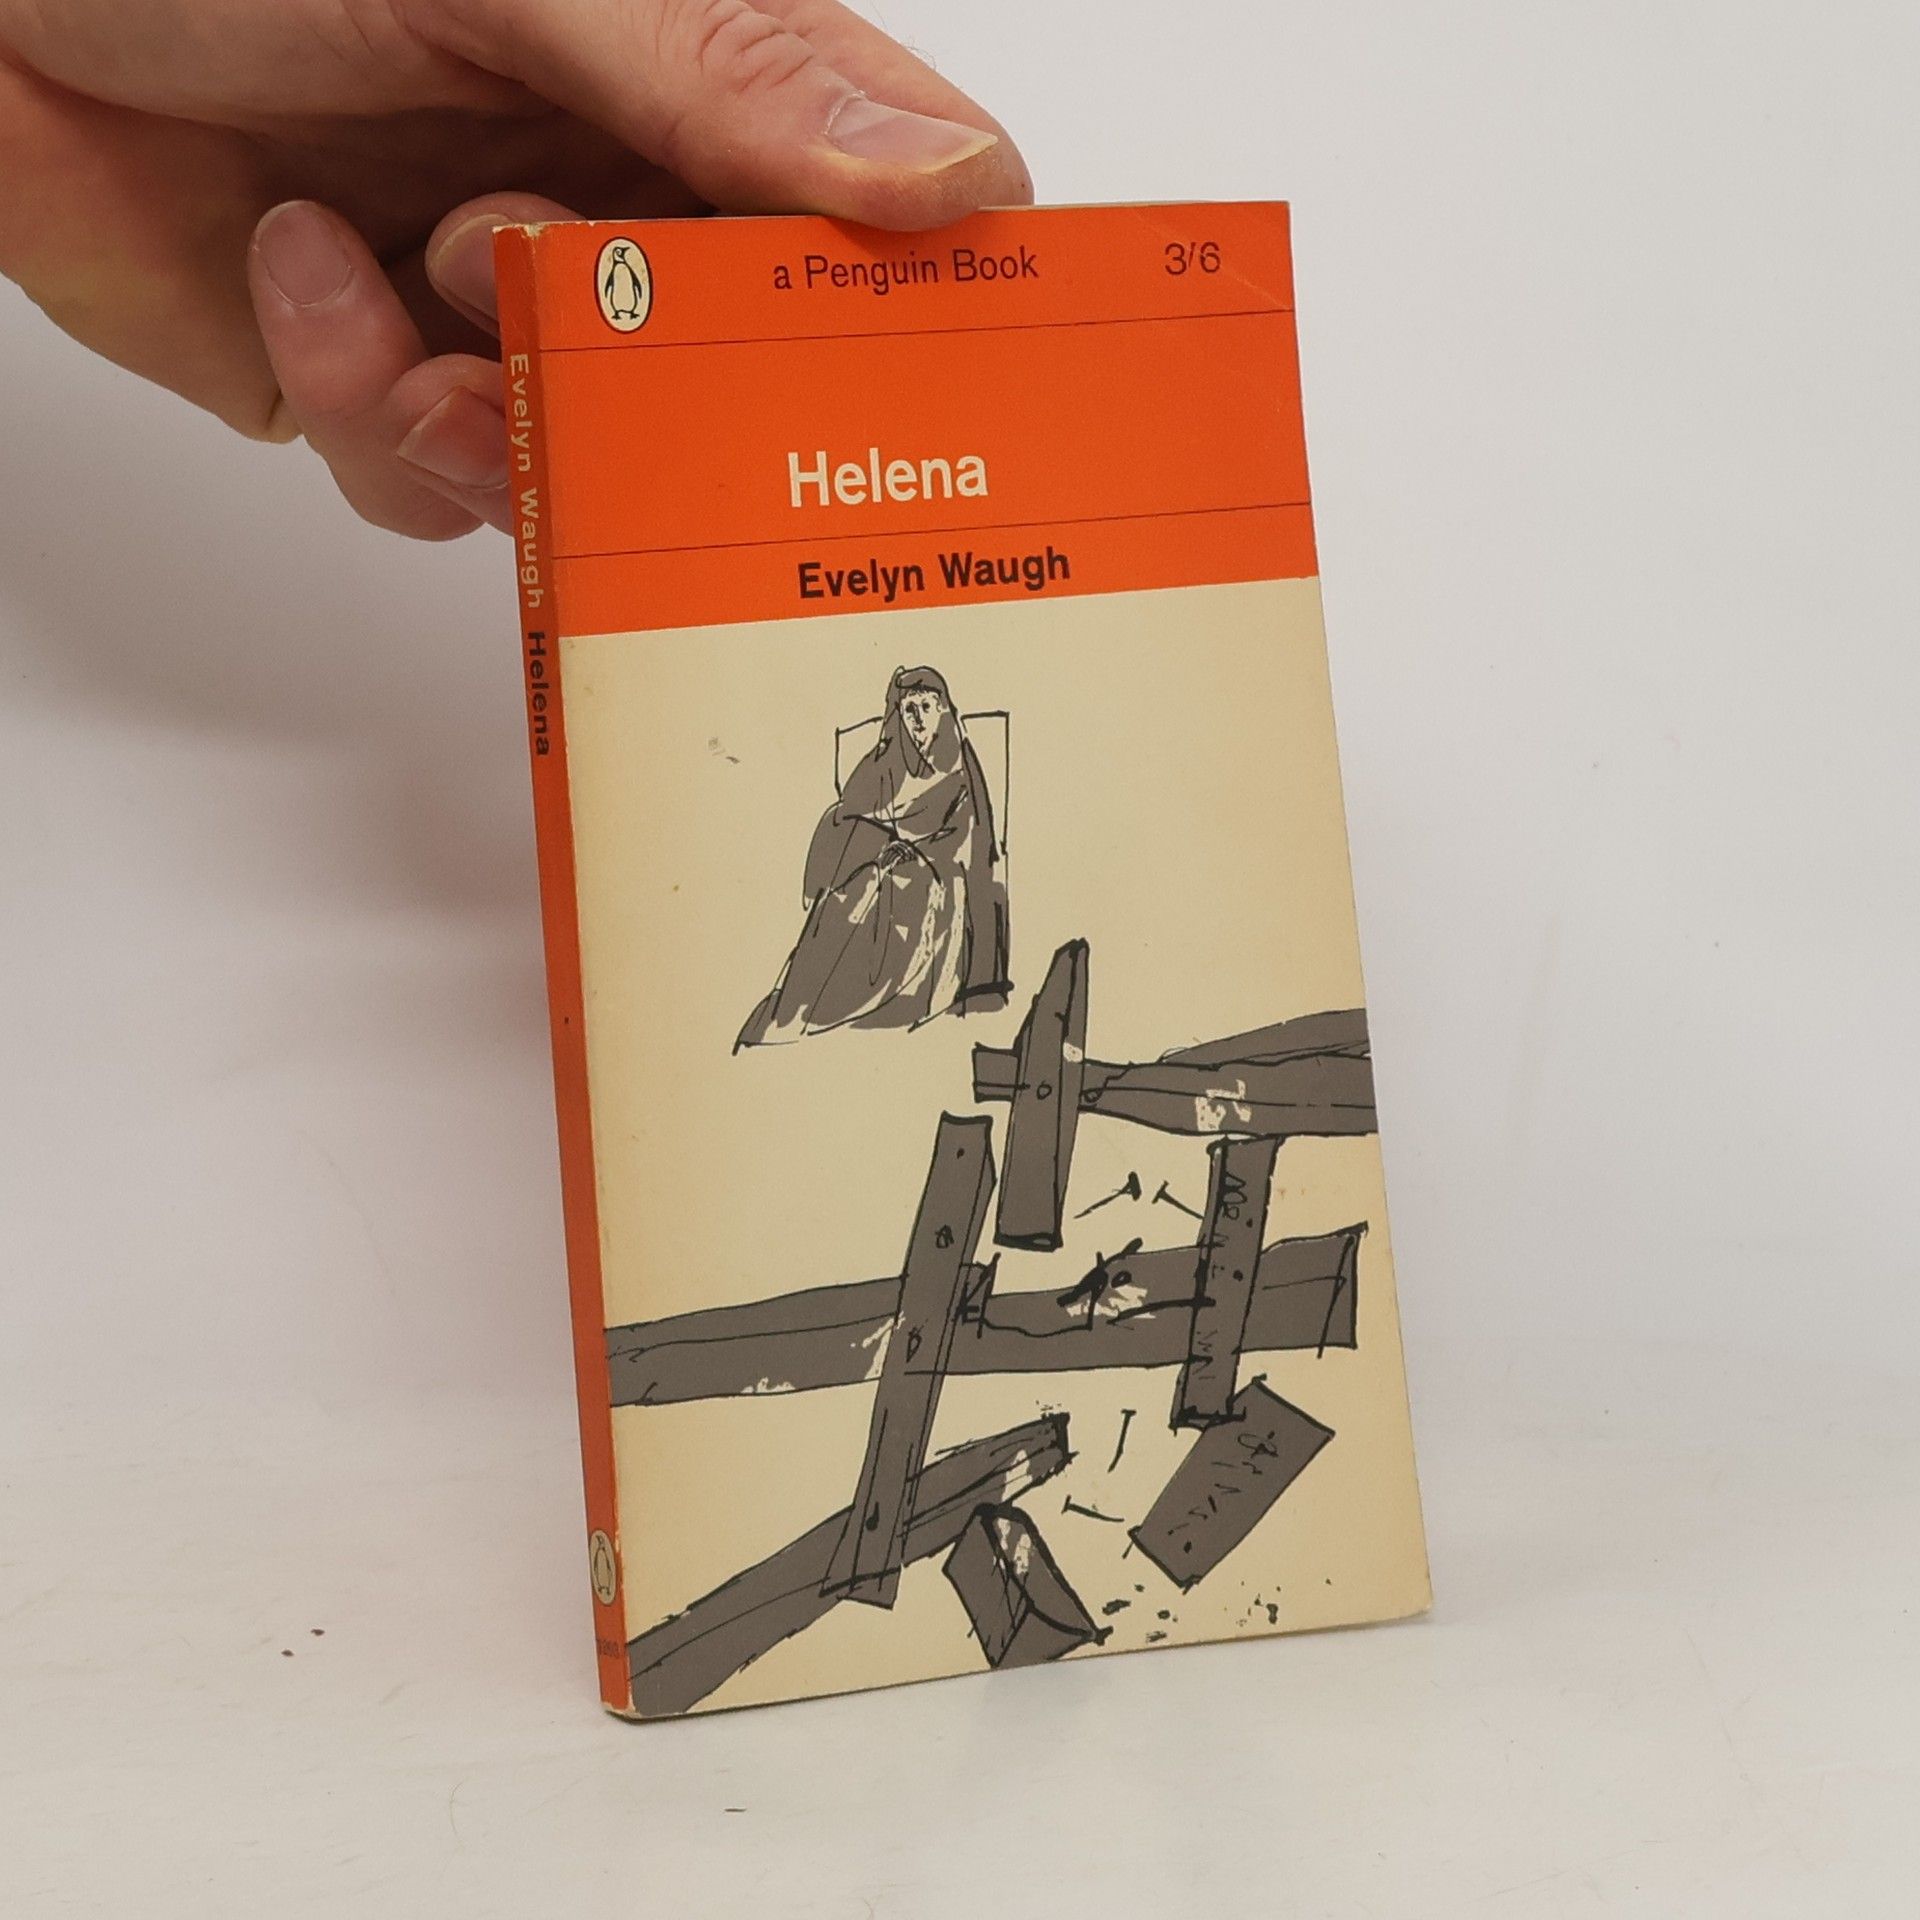 a Penguin Book 3/6
Helena
Evelyn Waugh
Evelyn Waugh Helena